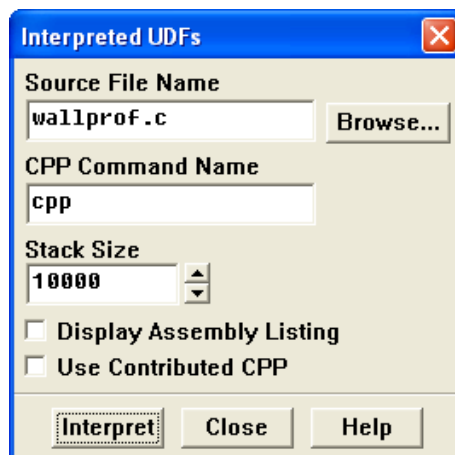 Interpreted UDFs
Source File Name
wallprof.c Browse...
CPP Command Name
cpp
Stack Size
10000
Display Assembly Listing
Use Contributed CPP
Interpret Close Help